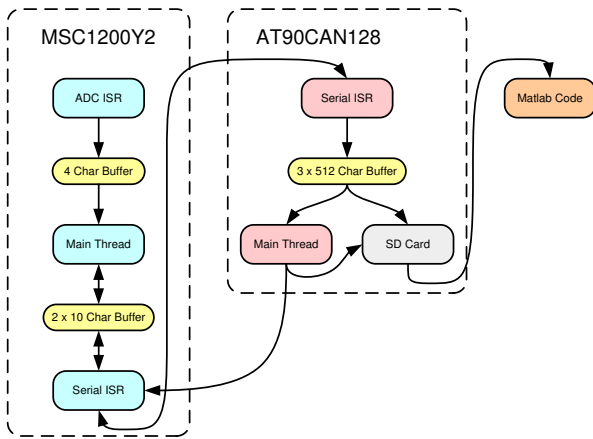 MSC1200Y2
AT90CAN128
ADC ISR
Serial ISR
Matlab Code
4 Char Buffer
3 x 512 Char Buffer
Main Thread
Main Thread
SD Card
2 x 10 Char Buffer
Serial ISR